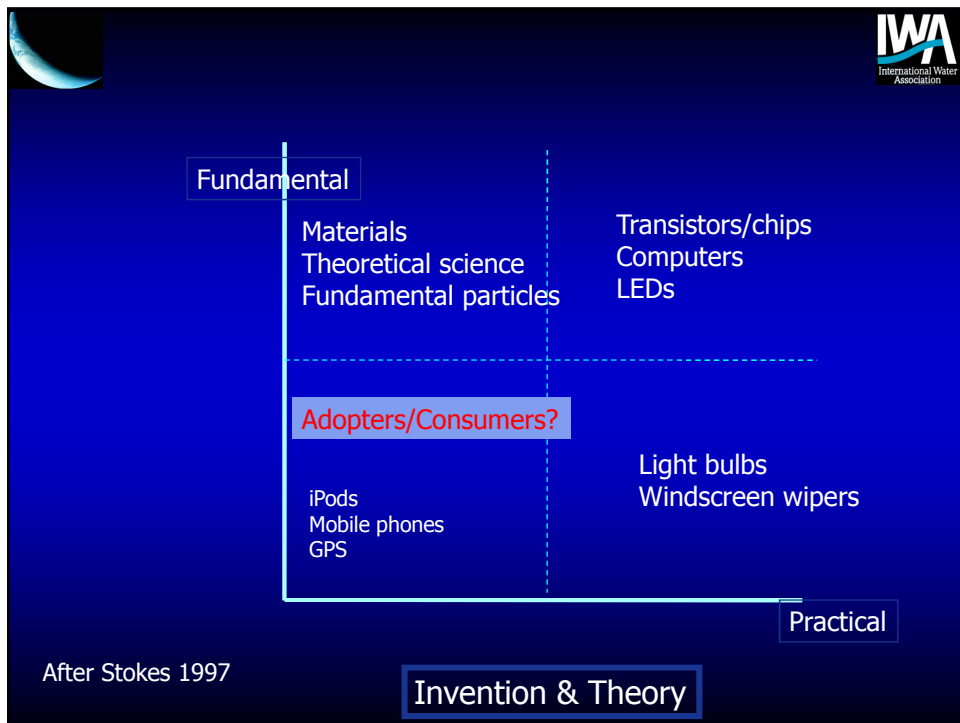 IWA
International Water
Association
Fundamental
Materials
Theoretical science
Fundamental particles
Transistors/chips
Computers
LEDs
Adopters/Consumers?
iPods
Mobile phones
GPS
Light bulbs
Windscreen wipers
Practical
After Stokes 1997
Invention & Theory